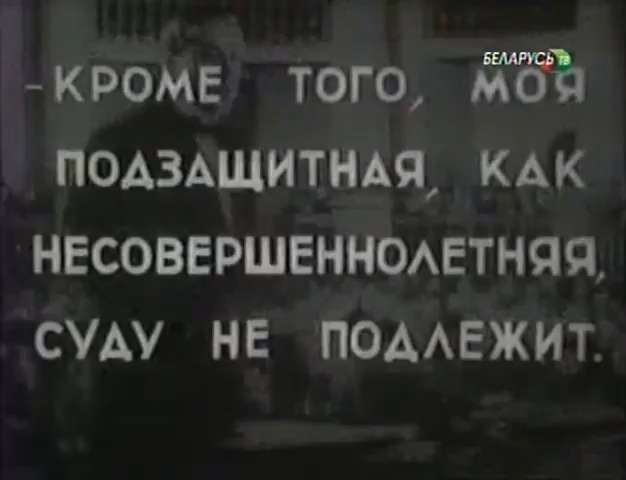 БЕЛАРУСЬ ТВ
- КРОМЕ ТОГО, МОЯ
ПОДЗАЩИТНАЯ, КАК
НЕСОВЕРШЕННОЛЕТНЯЯ,
СУДУ НЕ ПОДЛЕЖИТ.